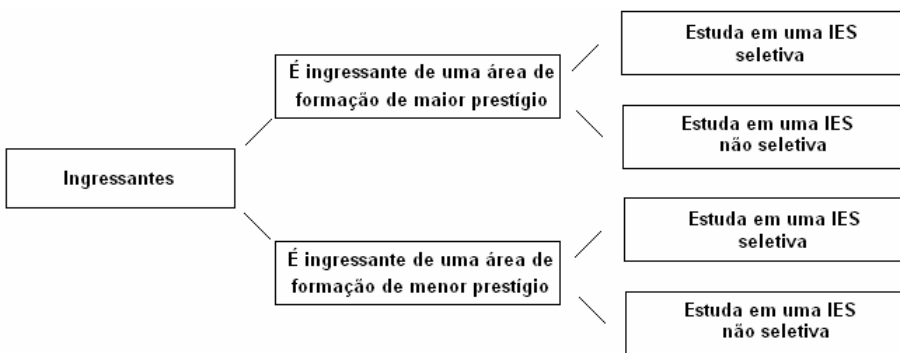 Estuda em uma IES
seletiva
É ingressante de uma área de
formação de maior prestígio
Estuda em uma IES
não seletiva
Ingressantes
Estuda em uma IES
seletiva
É ingressante de uma área de
formação de menor prestígio
Estuda em uma IES
não seletiva